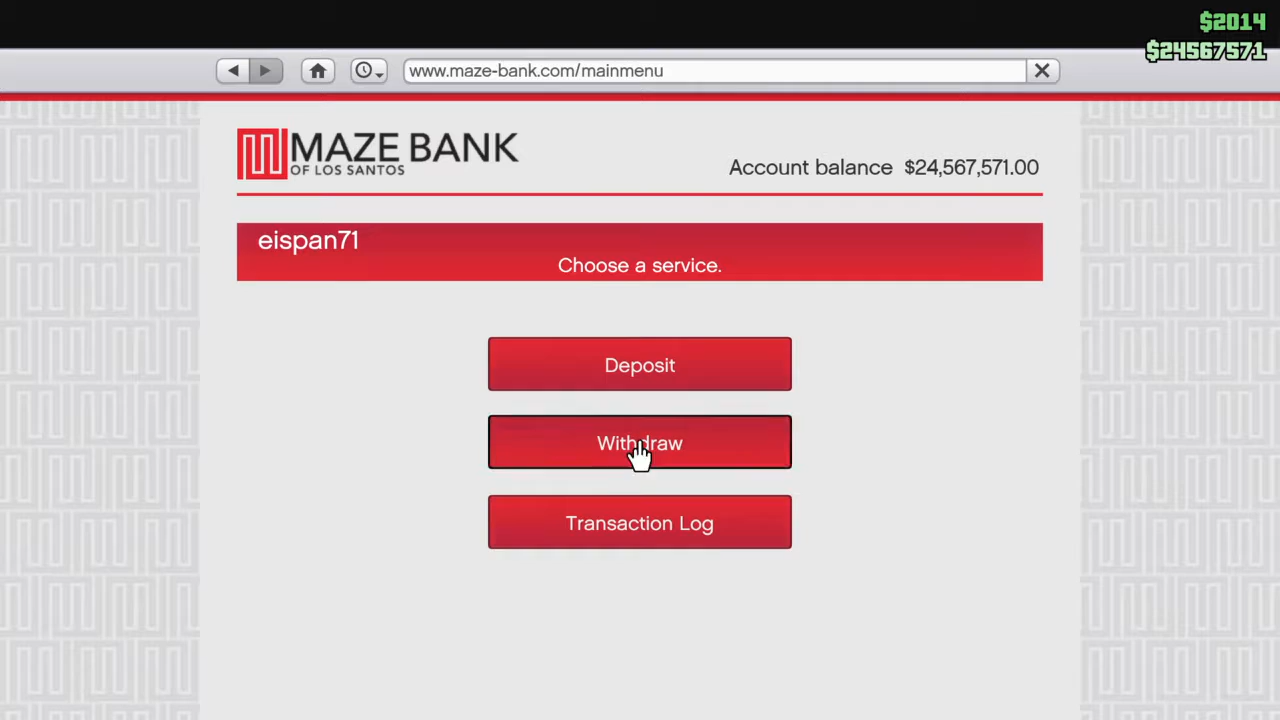 $2014
$24567571
www.maze-bank.com/mainmenu
MAZE BANK
OF LOS SANTOS
Account balance $24,567,571.00
eispan71
Choose a service.
Deposit
Withdraw
Transaction Log